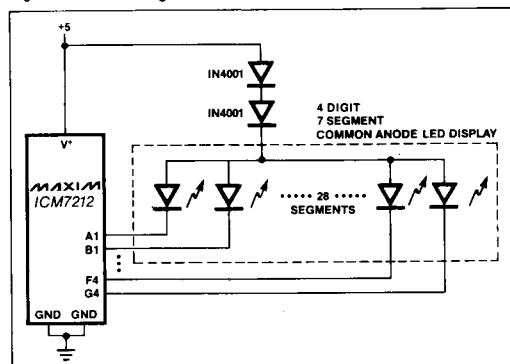 +5
IN4001
IN4001
4 DIGIT
7 SEGMENT
COMMON ANODE LED DISPLAY
V+
MAXIM
ICM7212
····· 28 ·····
SEGMENTS
A1
B1
F4
G4
GND GND